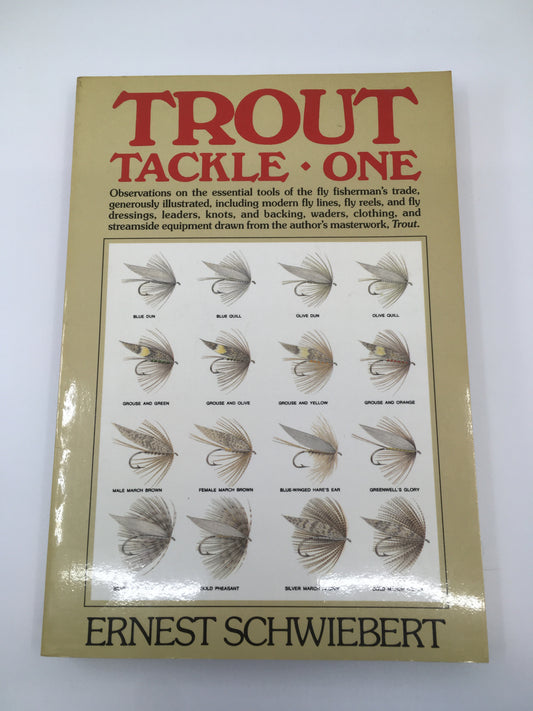 TROUT
TACKLE · ONE
Observations on the essential tools of the fly fisherman's trade,
generously illustrated, including modern fly lines, fly reels, and fly
dressings, leaders, knots, and backing, waders, clothing, and
streamside equipment drawn from the author's masterwork, Trout.
BLUE DUN BLUE QUILL OLIVE DUN OLIVE QUILL
GROUSE AND GREEN GROUSE AND OLIVE GROUSE AND YELLOW GROUSE AND ORANGE
MALE MARCH BROWN FEMALE MARCH BROWN BLUE-WINGED HARE'S EAR GREENWELL'S GLORY
PHEASANT SILVER MARCH
ERNEST SCHWIEBERT